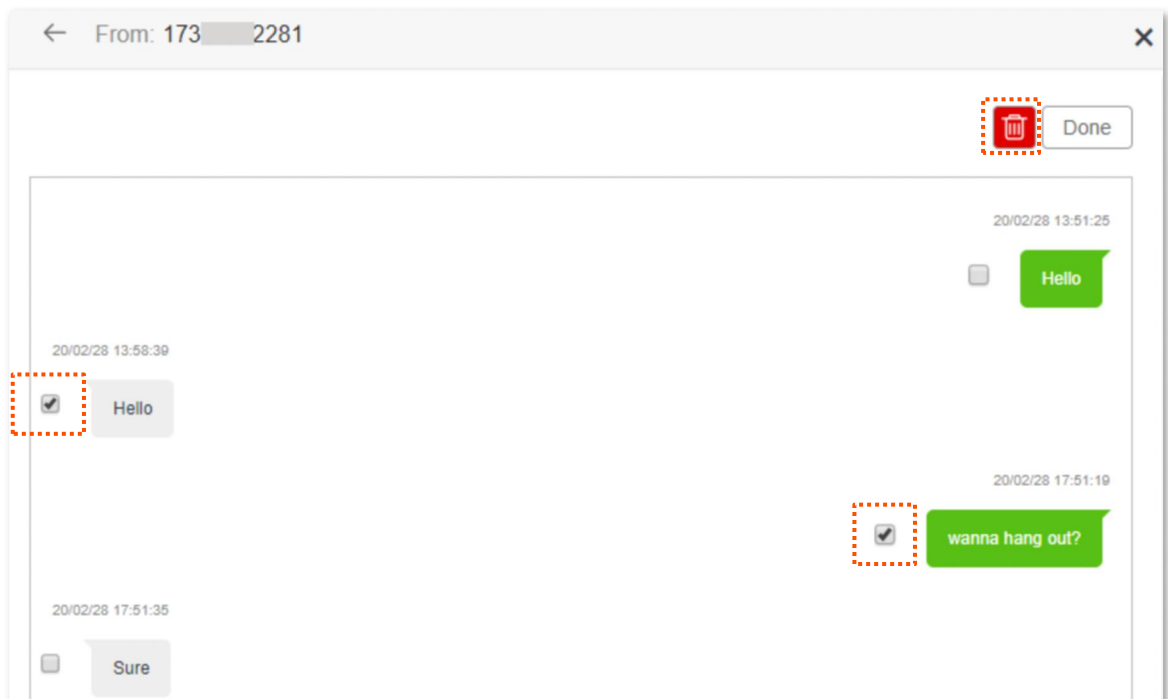 From: 173 2281
Done
20/02/28 13:51:25
Hello
20/02/28 13:58:39
Hello
20/02/28 17:51:19
wanna hang out?
20/02/28 17:51:35
Sure